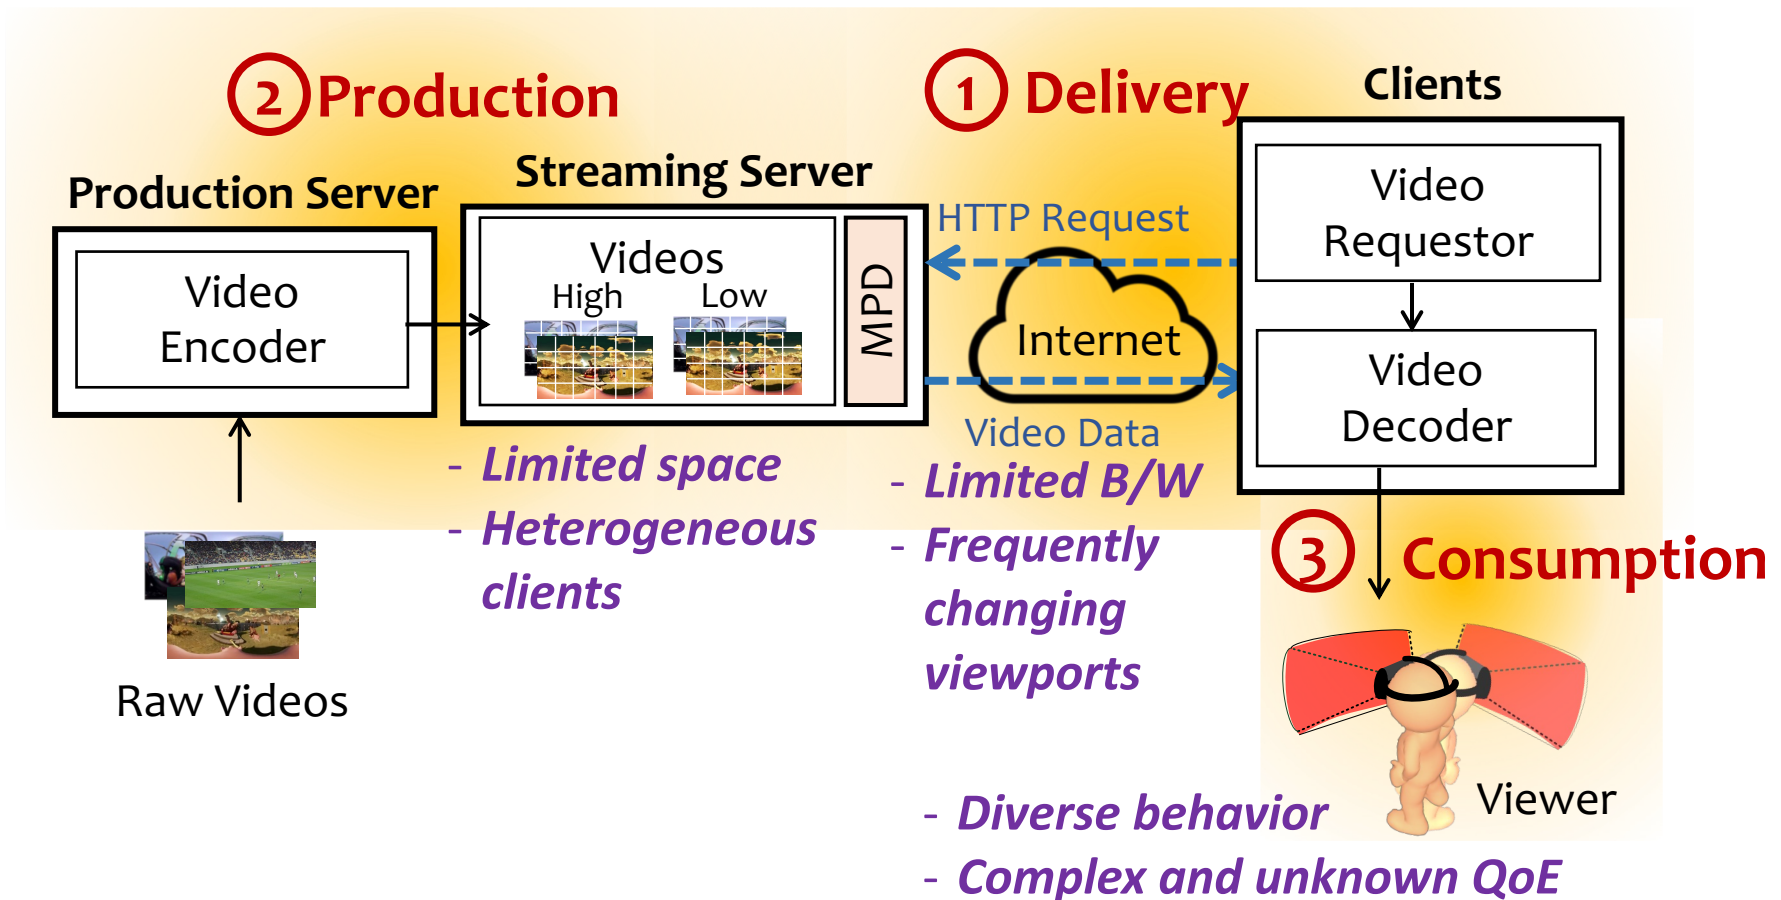 2 Production
1 Delivery
Clients
Production Server
Streaming Server
Video
Encoder
Videos
High
Low
MPD
HTTP Request
Internet
Video Data
Video
Requestor
Video
Decoder
- Limited space
- Heterogeneous
clients
- Limited B/W
- Frequently
changing
viewports
3 Consumption
Raw Videos
Viewer
- Diverse behavior
- Complex and unknown QoE